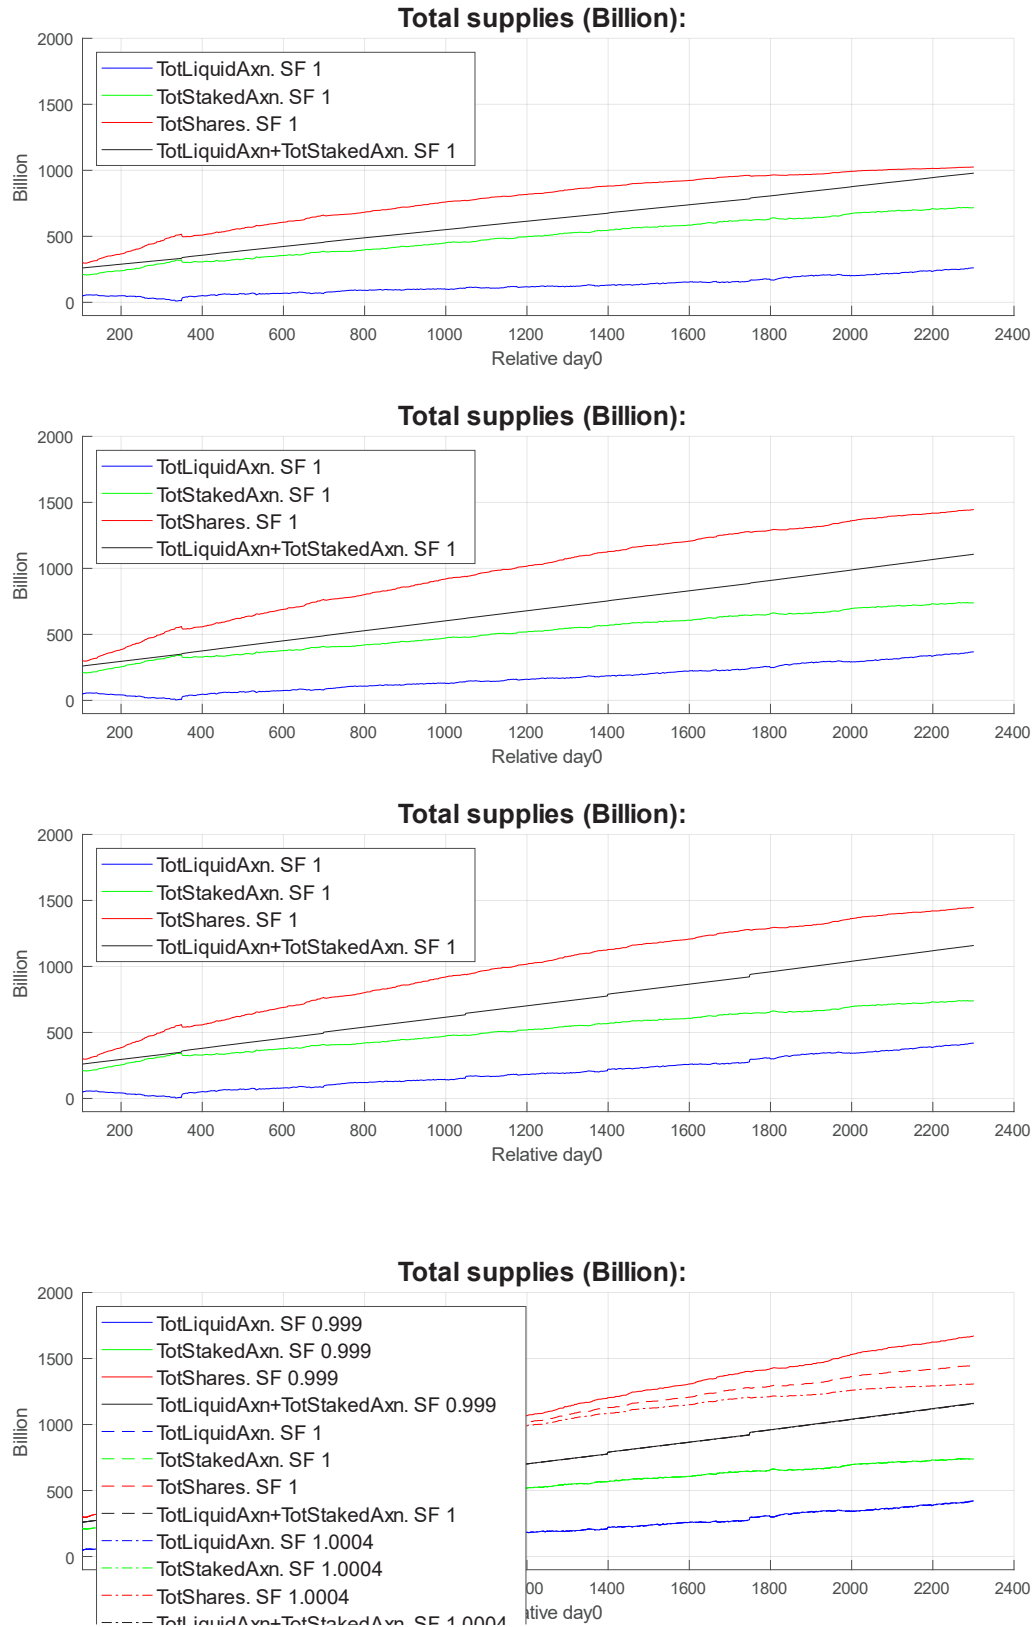 Total supplies (Billion):
2000
1500
1000
500
0
Billion
TotLiquidAxn. SF 1
TotStakedAxn. SF 1
TotShares. SF 1
TotLiquidAxn+TotStakedAxn. SF 1
200 400 600 800 1000 1200 1400 1600 1800 2000 2200 2400
Relative day0
Total supplies (Billion):
2000
1500
1000
500
0
Billion
TotLiquidAxn. SF 1
TotStakedAxn. SF 1
TotShares. SF 1
TotLiquidAxn+TotStakedAxn. SF 1
200 400 600 800 1000 1200 1400 1600 1800 2000 2200 2400
Relative day0
Total supplies (Billion):
2000
1500
1000
500
0
Billion
TotLiquidAxn. SF 1
TotStakedAxn. SF 1
TotShares. SF 1
TotLiquidAxn+TotStakedAxn. SF 1
200 400 600 800 1000 1200 1400 1600 1800 2000 2200 2400
Relative day0
Total supplies (Billion):
2000
1500
1000
500
0
Billion
TotLiquidAxn. SF 0.999
TotStakedAxn. SF 0.999
TotShares. SF 0.999
TotLiquidAxn+TotStakedAxn. SF 0.999
TotLiquidAxn. SF 1
TotStakedAxn. SF 1
TotShares. SF 1
TotLiquidAxn+TotStakedAxn. SF 1
TotLiquidAxn. SF 1.0004
TotStakedAxn. SF 1.0004
TotShares. SF 1.0004
TotLiquidAxn+TotStakedAxn. SF 1.0004
1400 1600 1800 2000 2200 2400
day0